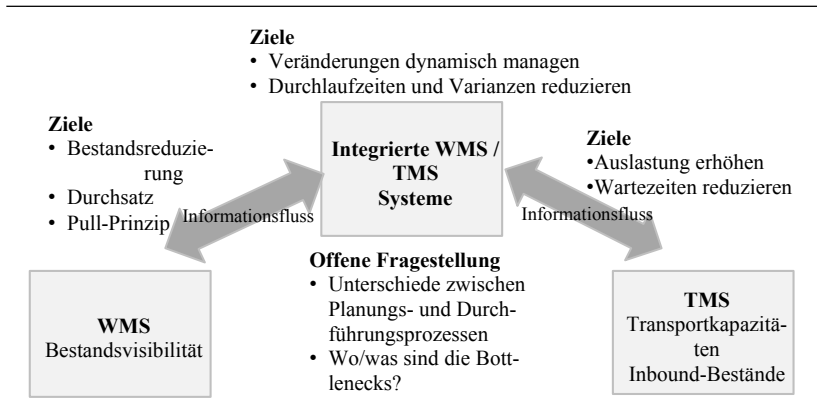 Ziele
• Veränderungen dynamisch managen
• Durchlaufzeiten und Varianzen reduzieren
Ziele
• Bestandsreduzie-
rung
• Durchsatz
• Pull-Prinzip
Informationsfluss
Integrierte WMS /
TMS
Systeme
Ziele
•Auslastung erhöhen
•Wartezeiten reduzieren
Informationsfluss
WMS
Bestandsvisibilität
Offene Fragestellung
• Unterschiede zwischen
Planungs- und Durch-
führungsprozessen
• Wo/was sind die Bott-
lenecks?
TMS
Transportkapazitä-
ten
Inbound-Bestände